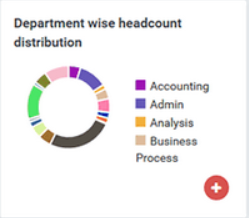 Department wise headcount
distribution
Accounting
Admin
Analysis
Business
Process